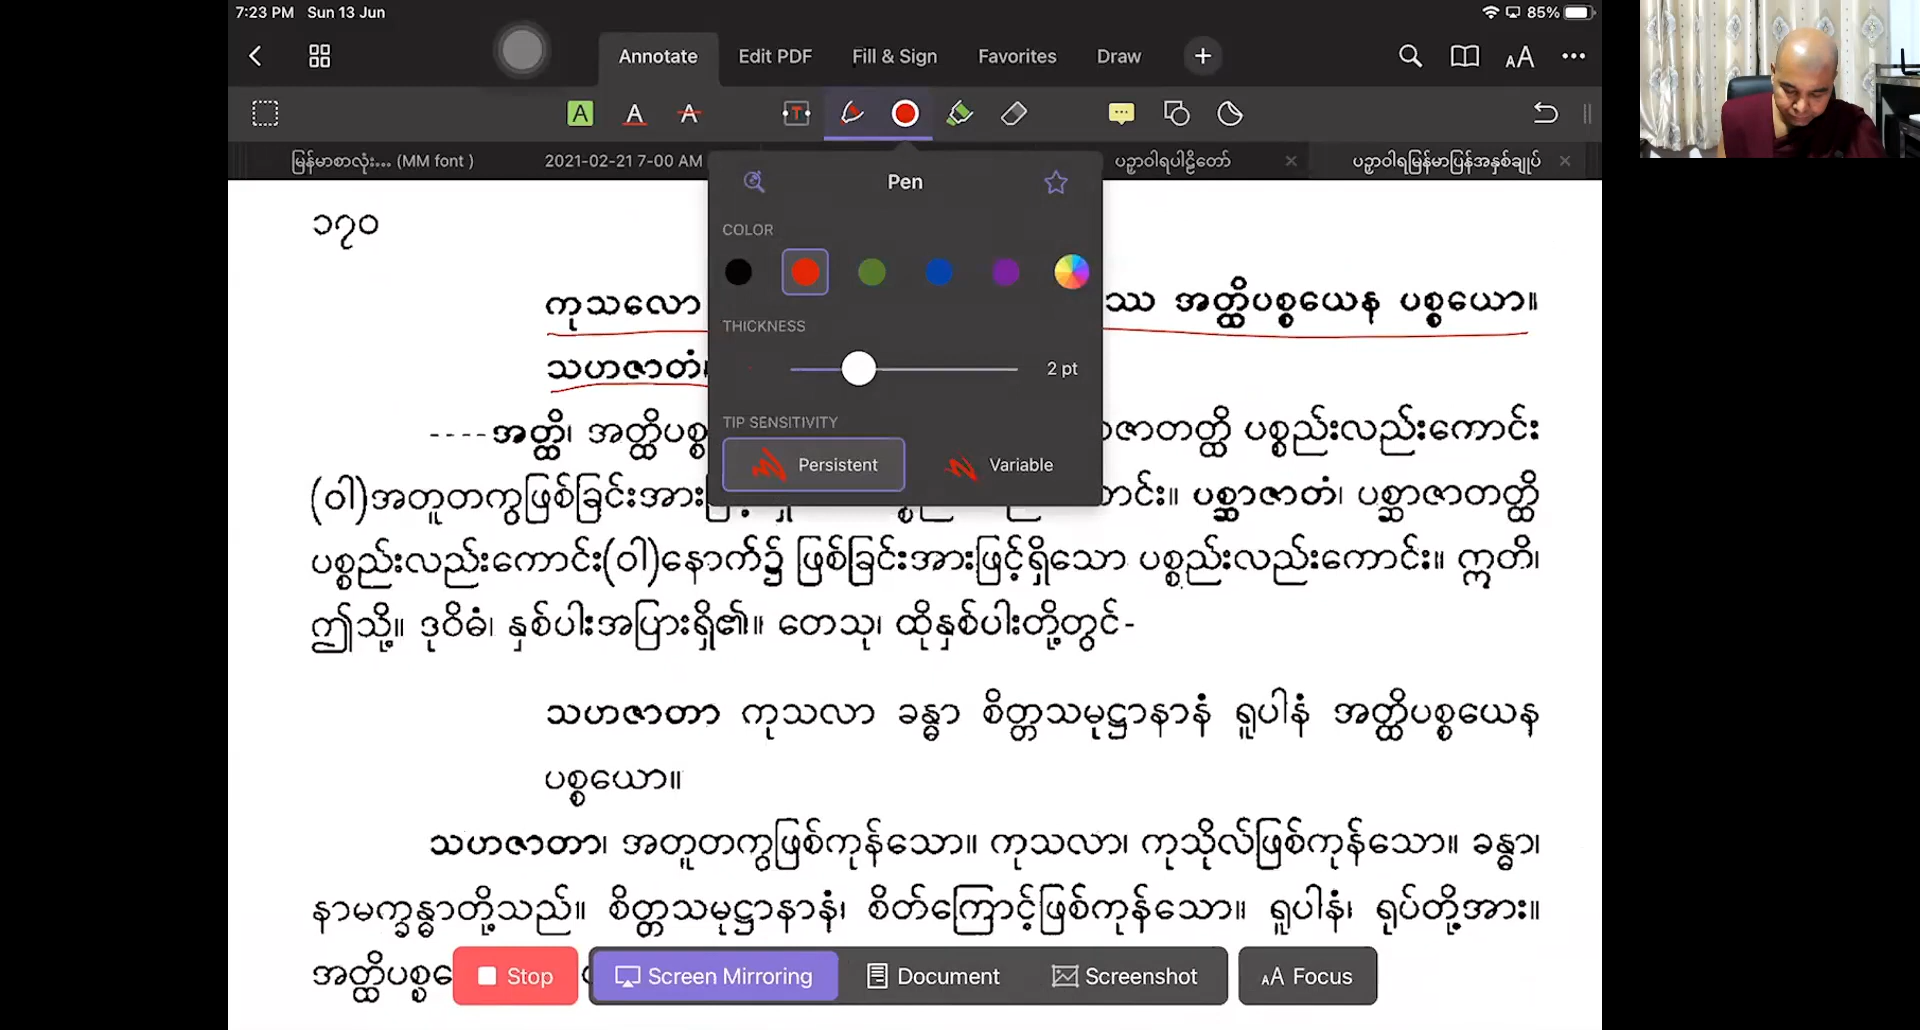 7:23 PM Sun 13 Jun
85%
Annotate Edit PDF Fill & Sign Favorites Draw
မြန်မာစာလုံး... (MM font ) 2021-02-21 7-00 AM ပဉှာဝါရပါဠိတော် ပဉှာဝါရမြန်မာပြန်အနှစ်ချုပ်
Pen
COLOR
THICKNESS
2 pt
TIP SENSITIVITY
Persistent Variable
၁၇၀
ကုသလော ဿ အတ္ထိပစ္စယေန ပစ္စယော။
သဟဇာတံ၊
----အတ္ထိ၊ အတ္ထိပစ္စ ဇာတတ္ထိ ပစ္စည်းလည်းကောင်း
(ဝါ)အတူတကွဖြစ်ခြင်းအား ကောင်း။ ပစ္ဆာဇာတံ၊ ပစ္ဆာဇာတတ္ထိ
ပစ္စည်းလည်းကောင်း(ဝါ)နောက်၌ ဖြစ်ခြင်းအားဖြင့်ရှိသော ပစ္စည်းလည်းကောင်း။ ဣတိ၊
ဤသို့။ ဒုဝိဓံ၊ နှစ်ပါးအပြားရှိ၏။ တေသု၊ ထိုနှစ်ပါးတို့တွင်-
သဟဇာတာ ကုသလာ ခန္ဓာ စိတ္တသမုဋ္ဌာနာနံ ရူပါနံ အတ္ထိပစ္စယေန
ပစ္စယော။
သဟဇာတာ၊ အတူတကွဖြစ်ကုန်သော။ ကုသလာ၊ ကုသိုလ်ဖြစ်ကုန်သော။ ခန္ဓာ၊
နာမက္ခန္ဓာတို့သည်။ စိတ္တသမုဋ္ဌာနာနံ၊ စိတ်ကြောင့်ဖြစ်ကုန်သော။ ရူပါနံ၊ ရုပ်တို့အား။
အတ္ထိပစ္စယေ
Stop Screen Mirroring Document Screenshot AA Focus